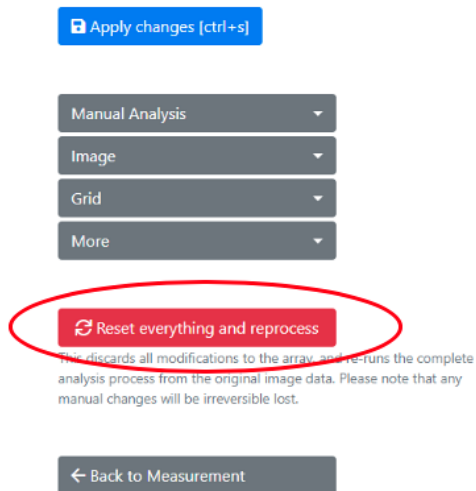 Apply changes [ctrl+s]
Manual Analysis
Image
Grid
More
Reset everything and reprocess
This discards all modifications to the array, and re-runs the complete
analysis process from the original image data. Please note that any
manual changes will be irreversible lost.
Back to Measurement